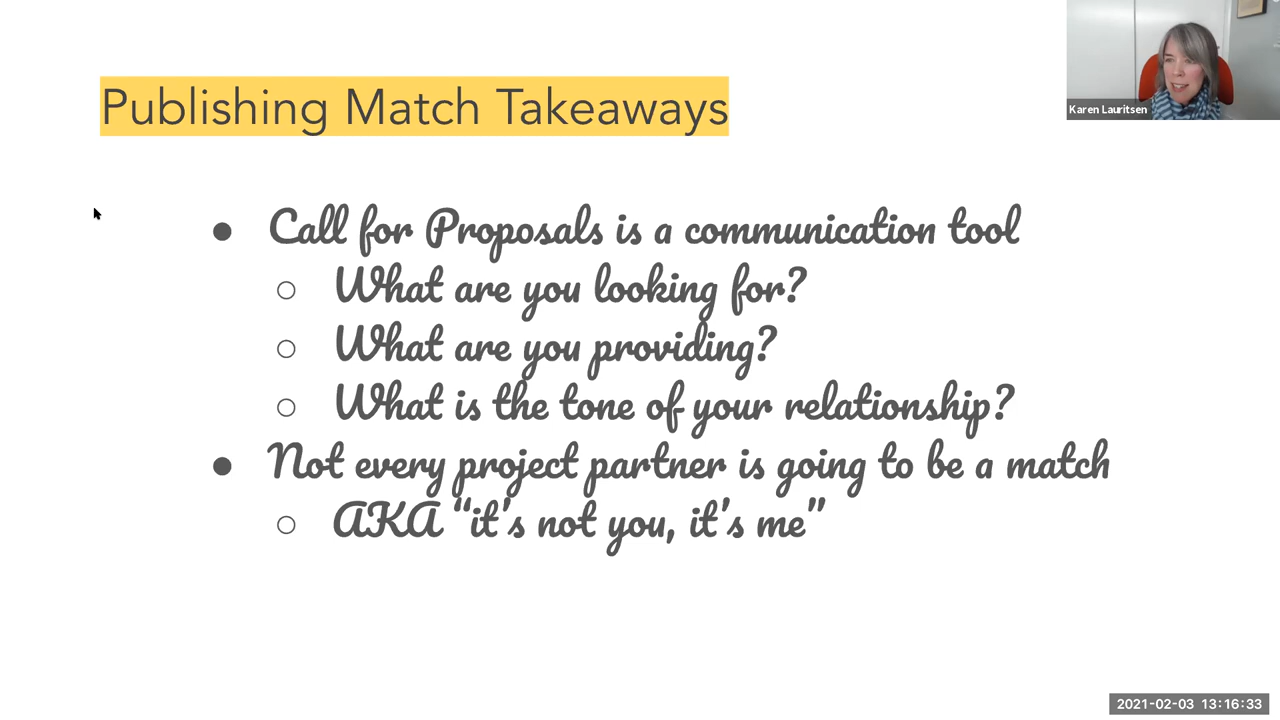 Publishing Match Takeaways
Karen Lauritsen
● Call for Proposals is a communication tool
○ What are you looking for?
○ What are you providing?
○ What is the tone of your relationship?
● Not every project partner is going to be a match
○ AKA “it’s not you, it’s me”
2021-02-03 13:16:33